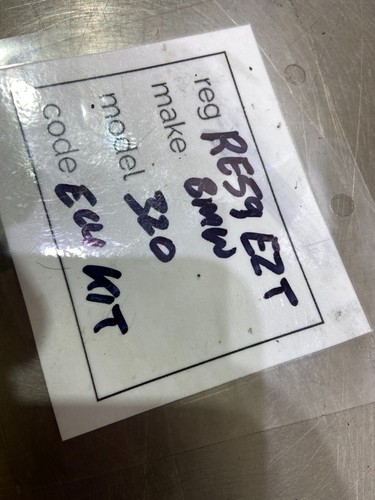 reg RE59 EZT
make: BMW
model 320
code ECU KIT